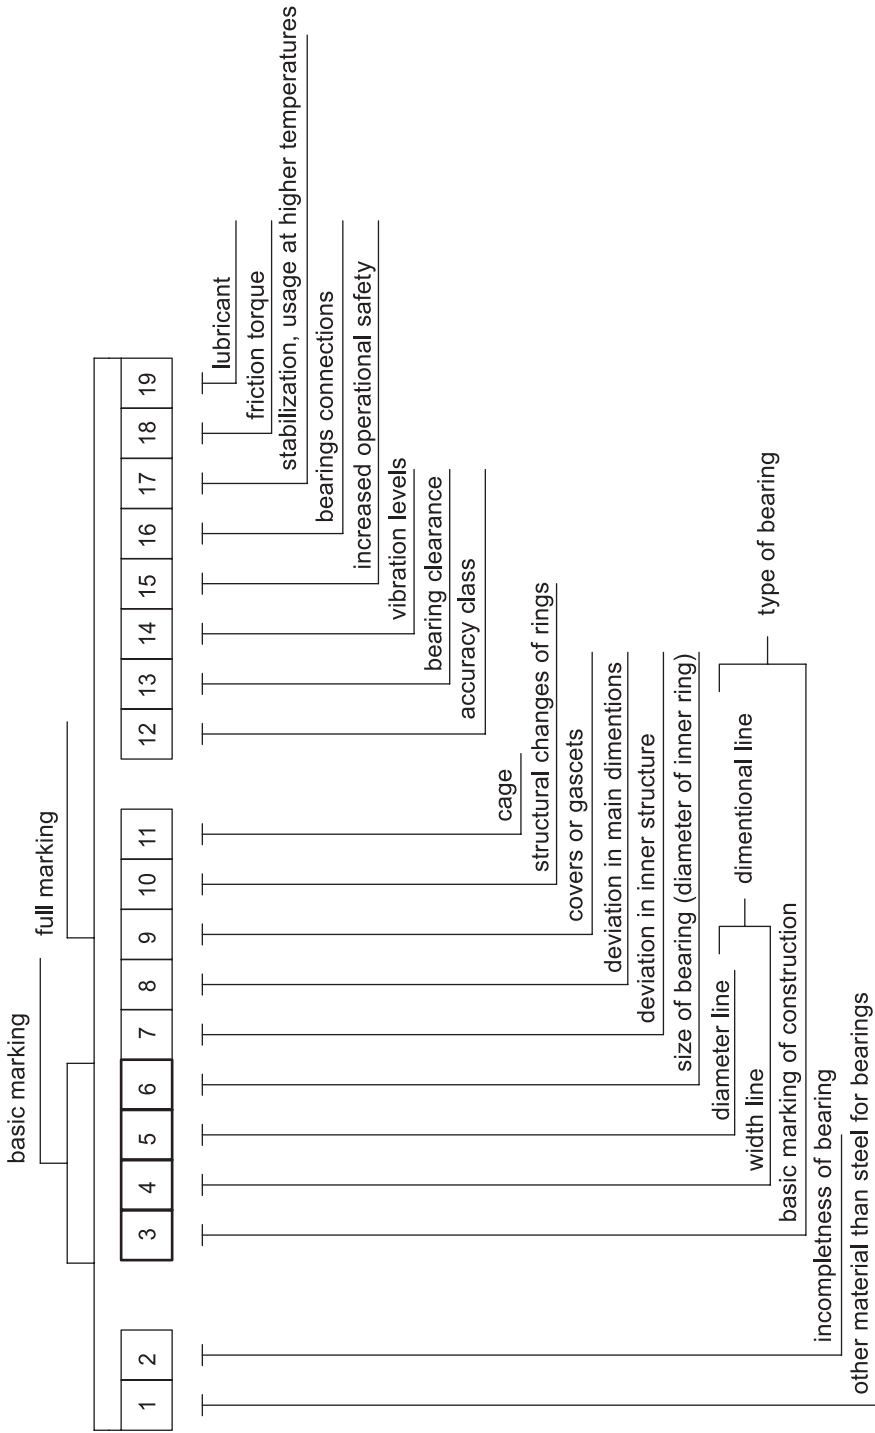 basic marking
full marking
1 2 3 4 5 6 7 8 9 10 11 12 13 14 15 16 17 18 19
lubricant
friction torque
stabilization, usage at higher temperatures
bearings connections
increased operational safety
vibration levels
bearing clearance
accuracy class
cage
structural changes of rings
covers or gascets
deviation in main dimentions
deviation in inner structure
size of bearing (diameter of inner ring)
diameter line
width line
dimentional line
type of bearing
basic marking of construction
incompletness of bearing
other material than steel for bearings